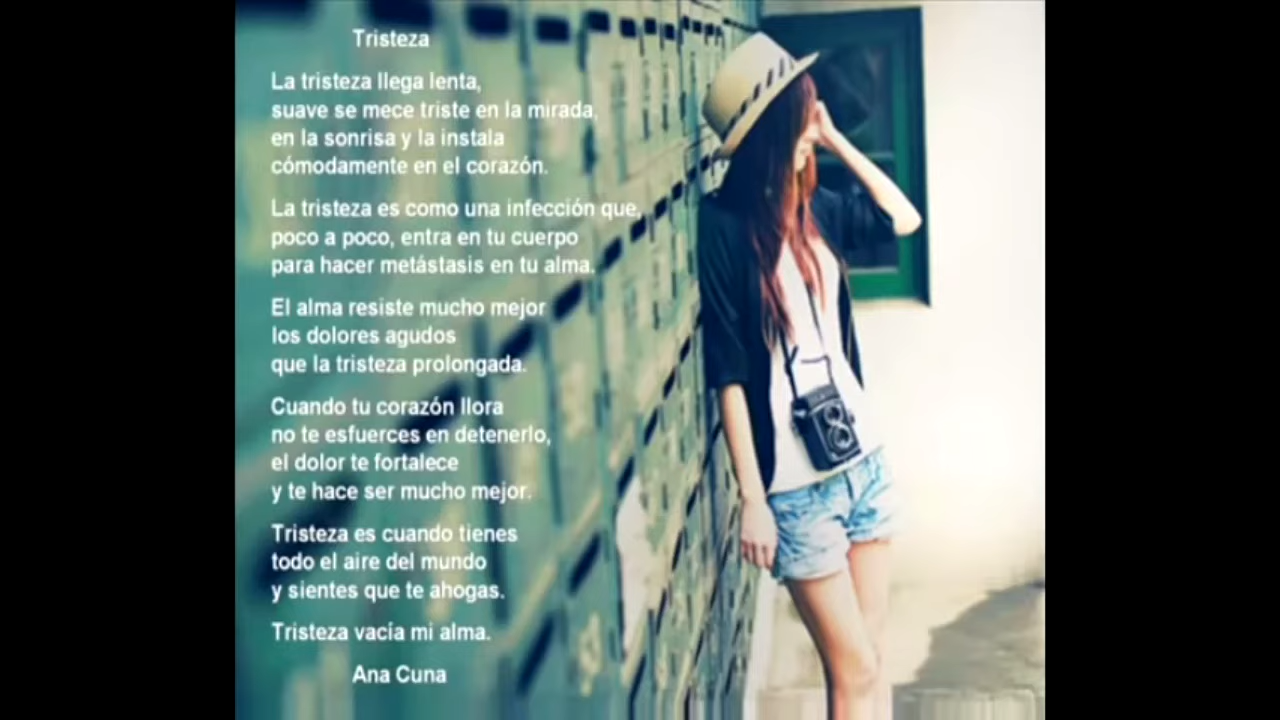 Tristeza
La tristeza llega lenta,
suave se mece triste en la mirada,
en la sonrisa y la instala
cómodamente en el corazón.
La tristeza es como una infección que,
poco a poco, entra en tu cuerpo
para hacer metástasis en tu alma.
El alma resiste mucho mejor
los dolores agudos
que la tristeza prolongada.
Cuando tu corazón llora
no te esfuerces en detenerlo,
el dolor te fortalece
y te hace ser mucho mejor.
Tristeza es cuando tienes
todo el aire del mundo
y sientes que te ahogas.
Tristeza vacía mi alma.
Ana Cuna